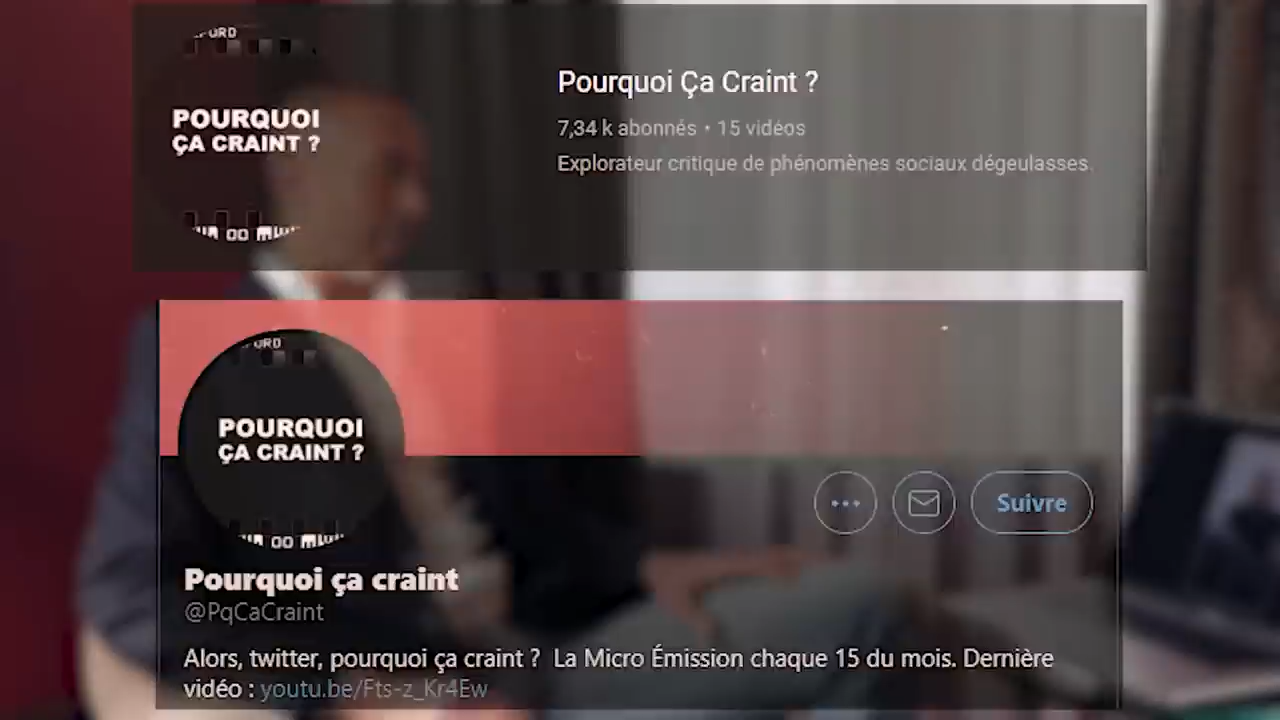 POURQUOI
ÇA CRAINT ?
Pourquoi Ça Craint ?
7,34 k abonnés • 15 vidéos
Explorateur critique de phénomènes sociaux dégeulasses.
POURQUOI
ÇA CRAINT ?
Suivre
Pourquoi ça craint
@PqCaCraint
Alors, twitter, pourquoi ça craint ? La Micro Émission chaque 15 du mois. Dernière
vidéo : youtu.be/Fts-z_Kr4Ew